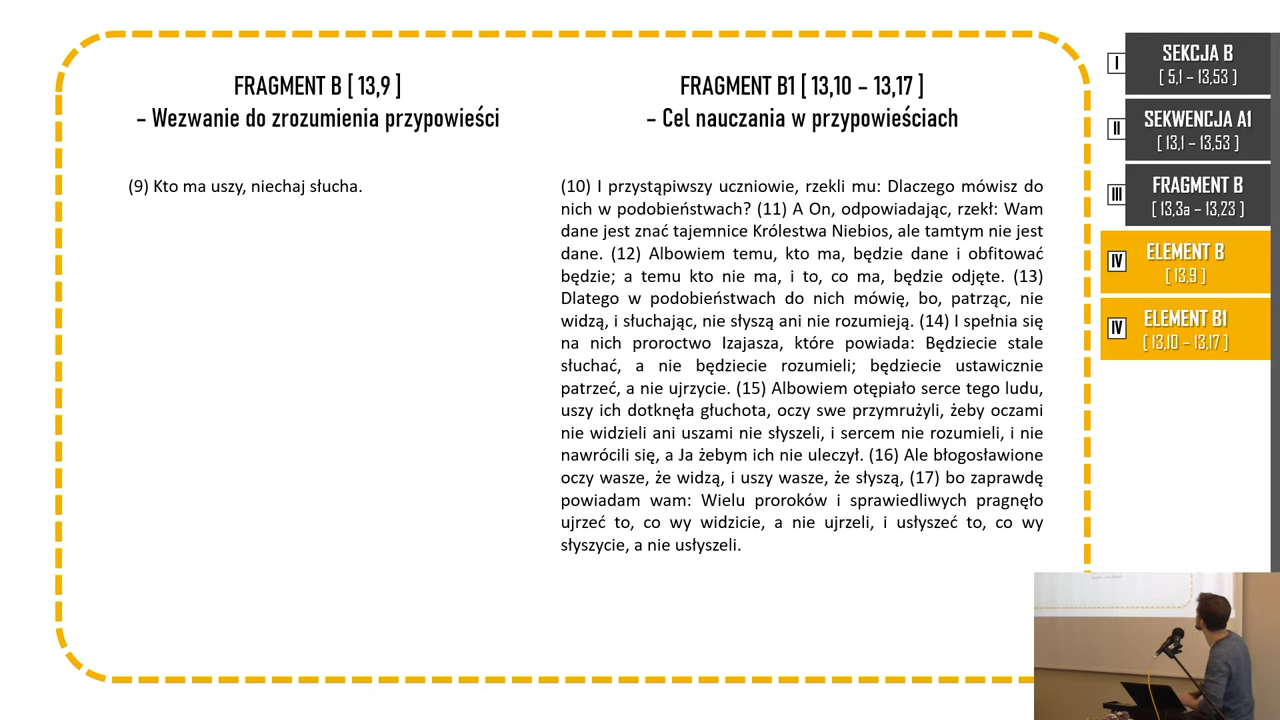 FRAGMENT B [ 13,9 ]
– Wezwanie do zrozumienia przypowieści
(9) Kto ma uszy, niechaj słucha.
FRAGMENT B1 [ 13,10 – 13,17 ]
– Cel nauczania w przypowieściach
(10) I przystąpiwszy uczniowie, rzekli mu: Dlaczego mówisz do
nich w podobieństwach? (11) A On, odpowiadając, rzekł: Wam
dane jest znać tajemnice Królestwa Niebios, ale tamtym nie jest
dane. (12) Albowiem temu, kto ma, będzie dane i obfitować
będzie; a temu kto nie ma, i to, co ma, będzie odjęte. (13)
Dlatego w podobieństwach do nich mówię, bo, patrząc, nie
widzą, i słuchając, nie słyszą ani nie rozumieją. (14) I spełnia się
na nich proroctwo Izajasza, które powiada: Będziecie stale
słuchać, a nie będziecie rozumieli; będziecie ustawicznie
patrzeć, a nie ujrzycie. (15) Albowiem otępiało serce tego ludu,
uszy ich dotknęła głuchota, oczy swe przymrużyli, żeby oczami
nie widzieli ani uszami nie słyszeli, i sercem nie rozumieli, i nie
nawrócili się, a Ja żebym ich nie uleczył. (16) Ale błogosławione
oczy wasze, że widzą, i uszy wasze, że słyszą, (17) bo zaprawdę
powiadam wam: Wielu proroków i sprawiedliwych pragnęło
ujrzeć to, co wy widzicie, a nie ujrzeli, i usłyszeć to, co wy
słyszycie, a nie usłyszeli.
I
SEKCJA B
[ 5,1 – 13,53 ]
II
SEKWENCJA A1
[ 13,1 – 13,53 ]
III
FRAGMENT B
[ 13,3a – 13,23 ]
IV
ELEMENT B
[ 13,9 ]
IV
ELEMENT B1
[ 13,10 – 13,17 ]